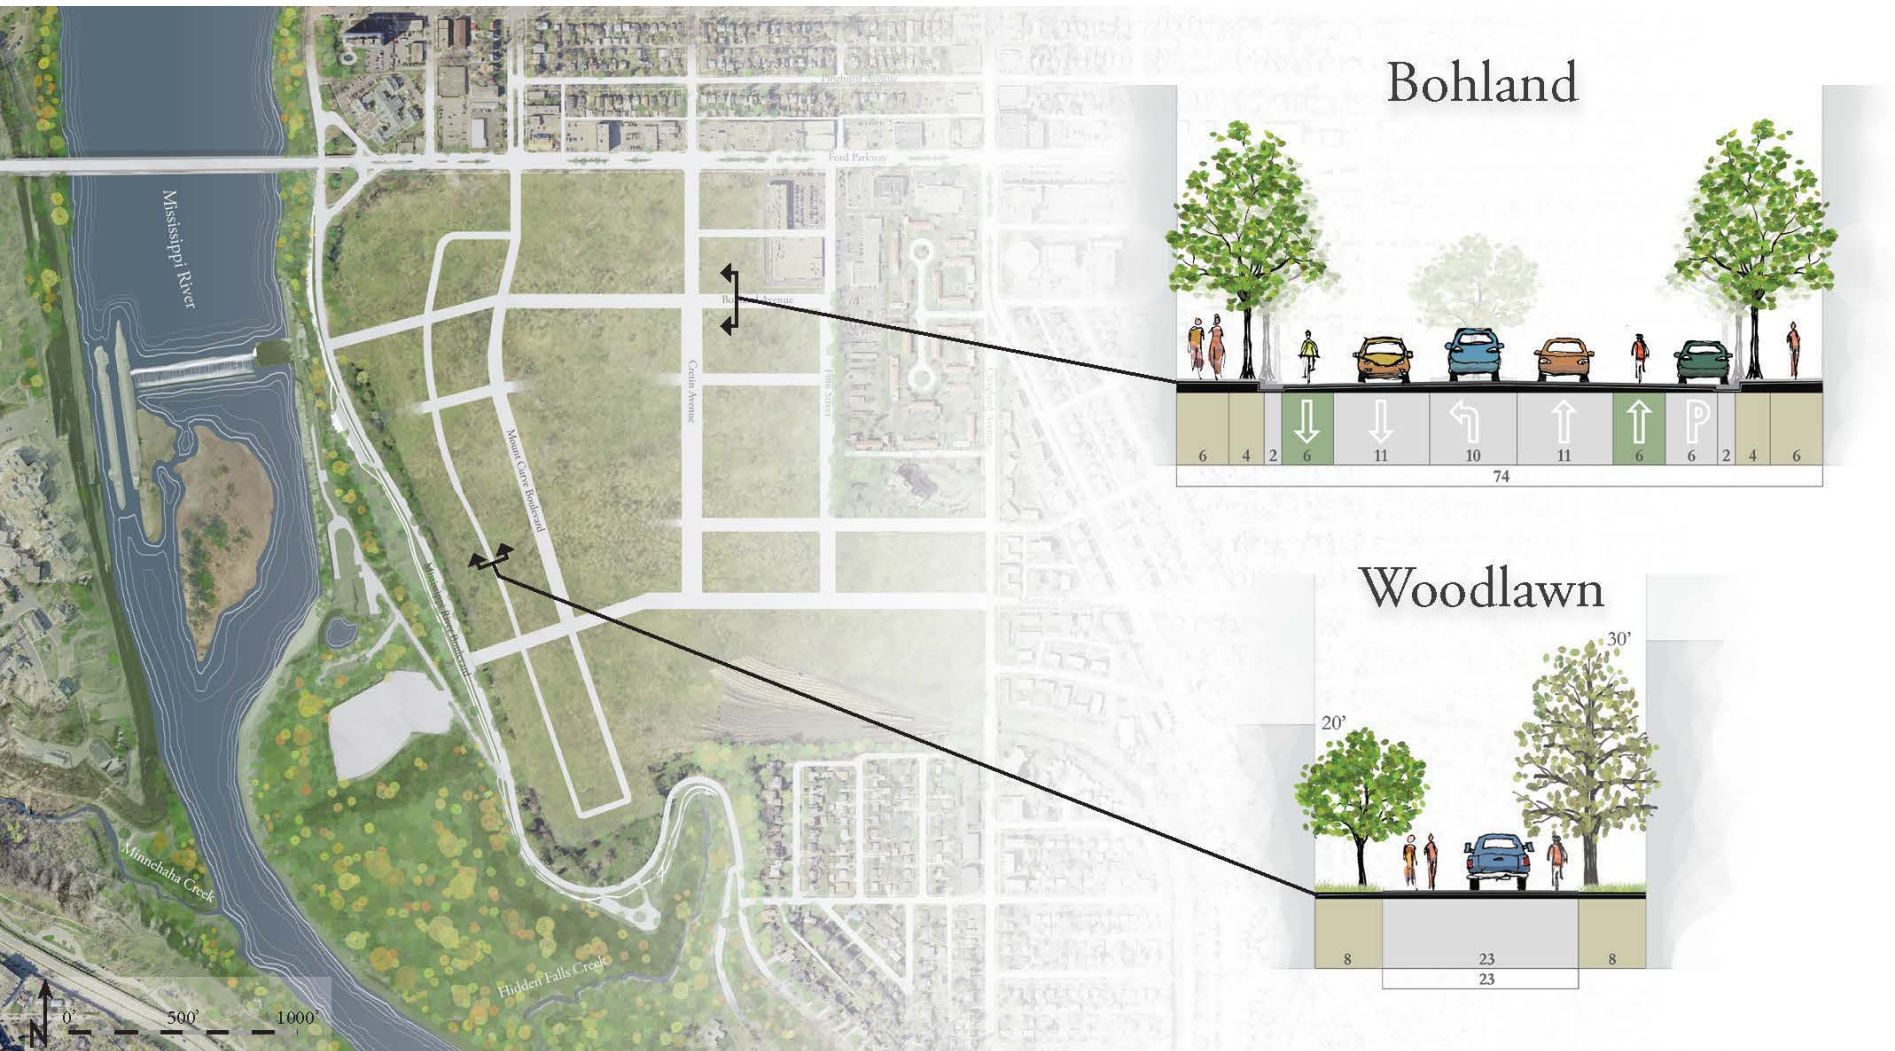 Bohland
6 4 2 6 11 10 11 6 P 6 2 4 6
74
Woodlawn
30'
20'
8 23 8
23
Pinehurst Avenue
Ford Parkway
Mississippi River
Cretin Avenue
Mount Curve Boulevard
Mississippi River Boulevard
Minnehaha Creek
Hidden Falls Creek
N
0' 500' 1000'